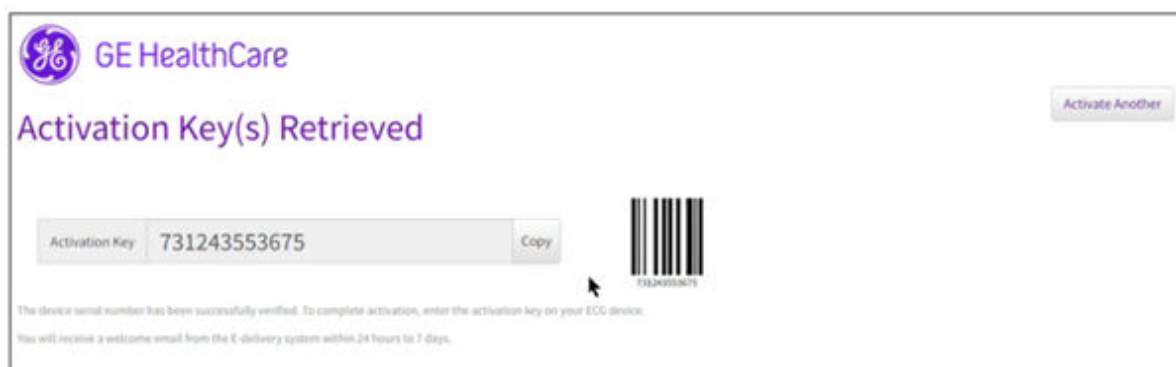 GE HealthCare
Activate Another
Activation Key(s) Retrieved
Activation Key 731243553675 Copy
731243553675
The device serial number has been successfully verified. To complete activation, enter the activation key on your ECG device.
You will receive a welcome email from the E-delivery system within 24 hours to 7 days.